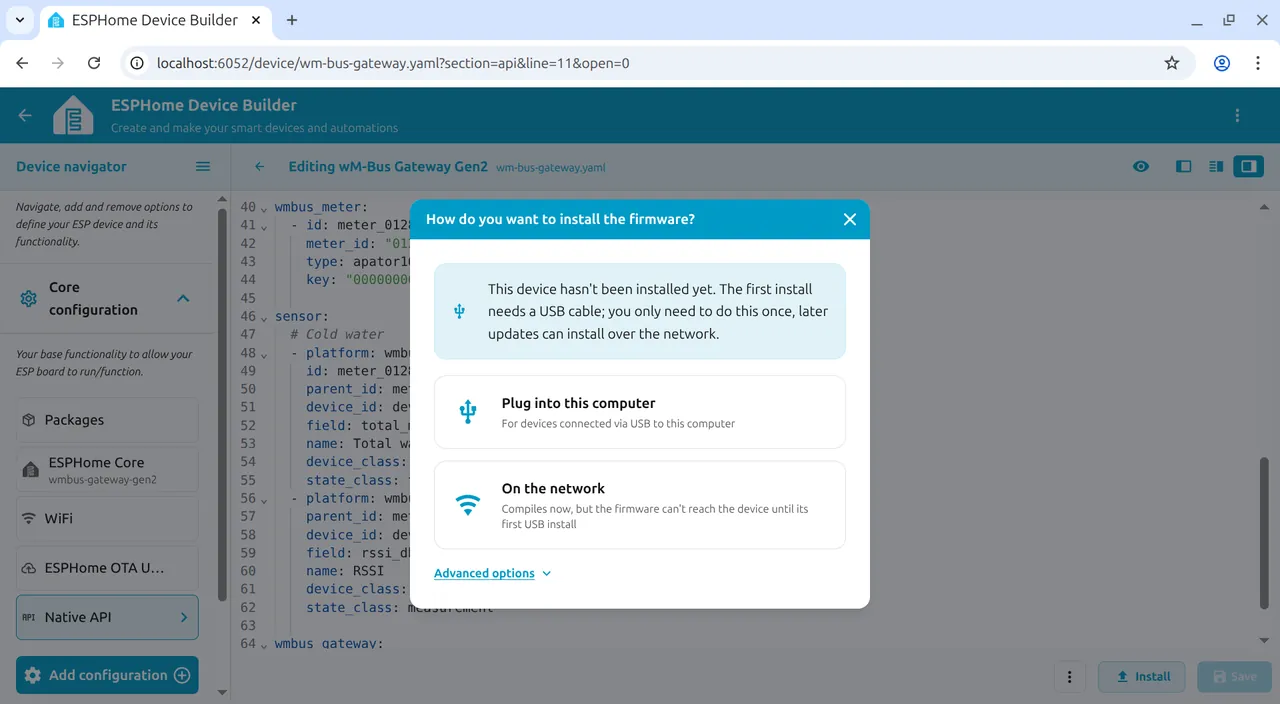 ESPHome Device Builder
localhost:6052/device/wm-bus-gateway.yaml?section=api&line=11&open=0
ESPHome Device Builder
Create and make your smart devices and automations
Device navigator
Editing wM-Bus Gateway Gen2 wm-bus-gateway.yaml
Navigate, add and remove options to
define your ESP device and its
functionality.
Core
configuration
Your base functionality to allow your
ESP board to run/function.
Packages
ESPHome Core
wmbus-gateway-gen2
WiFi
ESPHome OTA U...
API Native API
Add configuration
40 wmbus_meter:
41 - id: meter_0128
42 meter_id: "01
43 type: apator1
44 key: "0000000
45
46 sensor:
47 # Cold water
48 - platform: wmb
49 id: meter_0128
50 parent_id: me
51 device_id: de
52 field: total_
53 name: Total wa
54 device_class:
55 state_class:
56 - platform: wmb
57 parent_id: me
58 device_id: de
59 field: rssi_d
60 name: RSSI
61 device_class:
62 state_class: measurement
63
64 wmbus_gateway:
How do you want to install the firmware?
This device hasn't been installed yet. The first install
needs a USB cable; you only need to do this once, later
updates can install over the network.
Plug into this computer
For devices connected via USB to this computer
On the network
Compiles now, but the firmware can't reach the device until its
first USB install
Advanced options
Install
Save